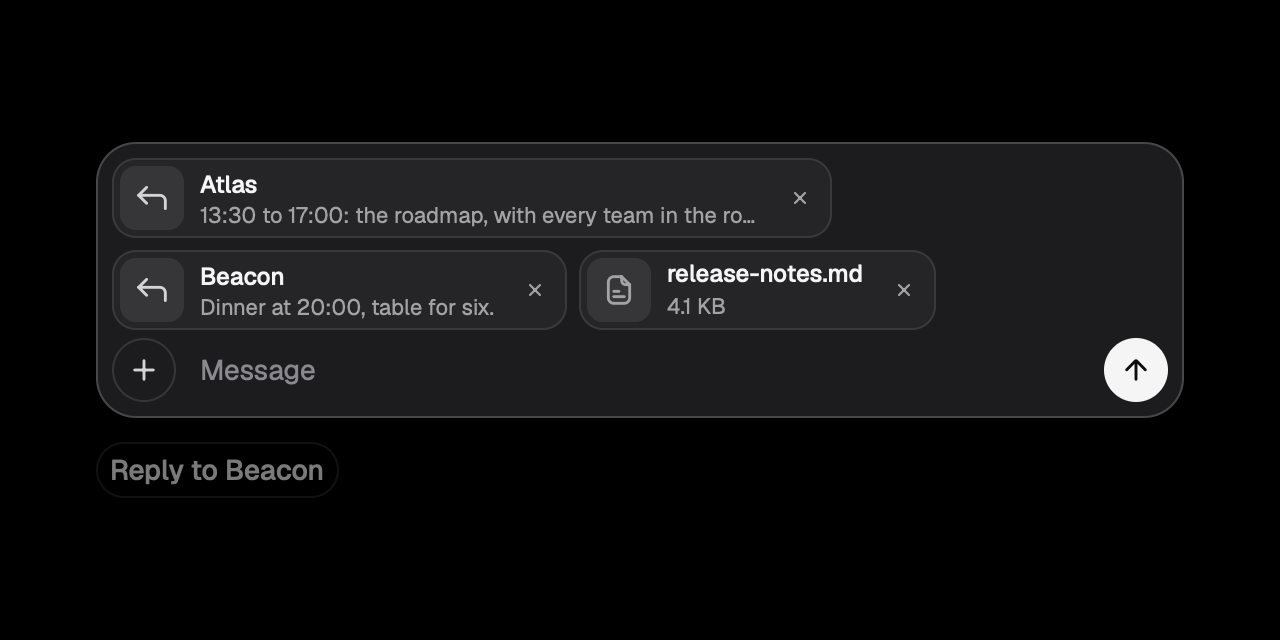 Atlas
13:30 to 17:00: the roadmap, with every team in the ro…
Beacon
Dinner at 20:00, table for six.
release-notes.md
4.1 KB
Message
Reply to Beacon